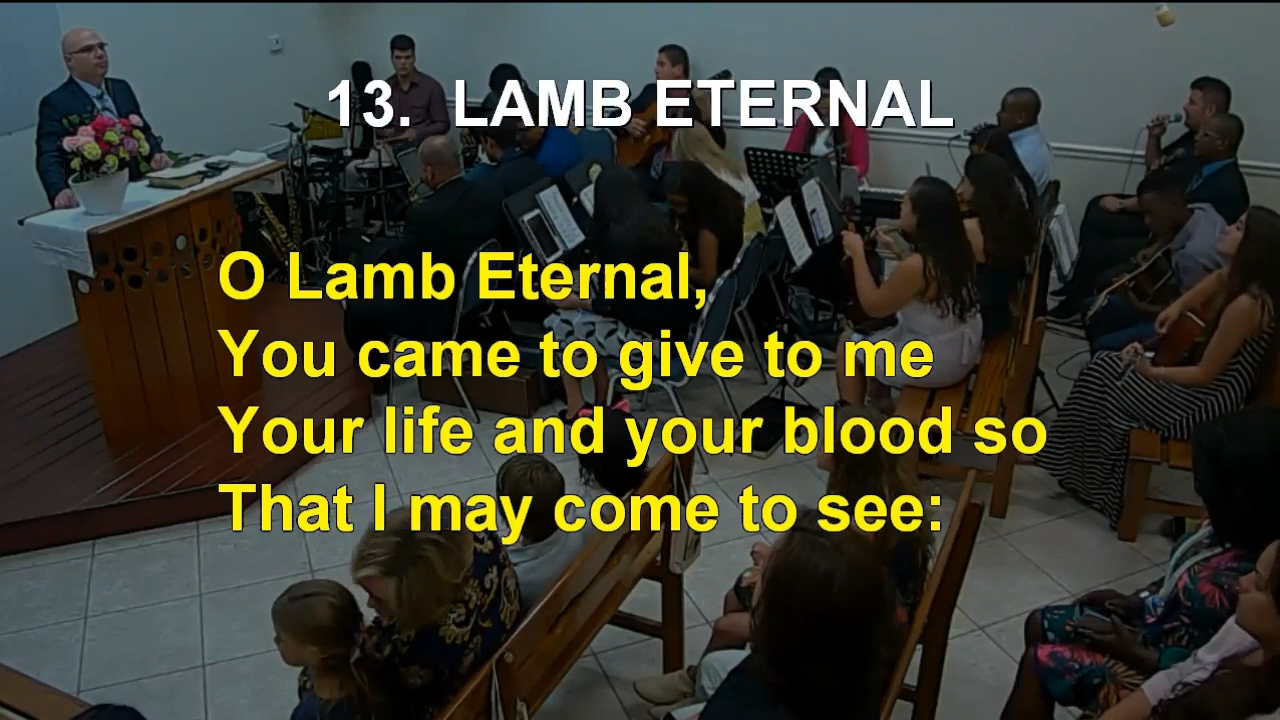 13. LAMB ETERNAL
O Lamb Eternal,
You came to give to me
Your life and your blood so
That I may come to see: